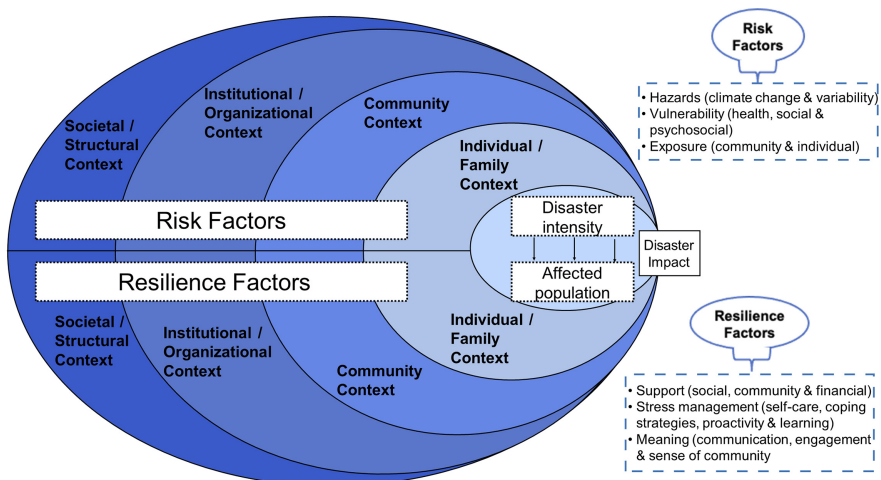 Risk
Factors
• Hazards (climate change & variability)
• Vulnerability (health, social &
psychosocial)
• Exposure (community & individual)
Societal /
Structural
Context
Institutional /
Organizational
Context
Community
Context
Individual /
Family
Context
Risk Factors
Disaster
intensity
Disaster
Impact
Resilience Factors
Affected
population
Societal /
Structural
Context
Institutional /
Organizational
Context
Community
Context
Individual /
Family
Context
Resilience
Factors
• Support (social, community & financial)
• Stress management (self-care, coping
strategies, proactivity & learning)
• Meaning (communication, engagement
& sense of community